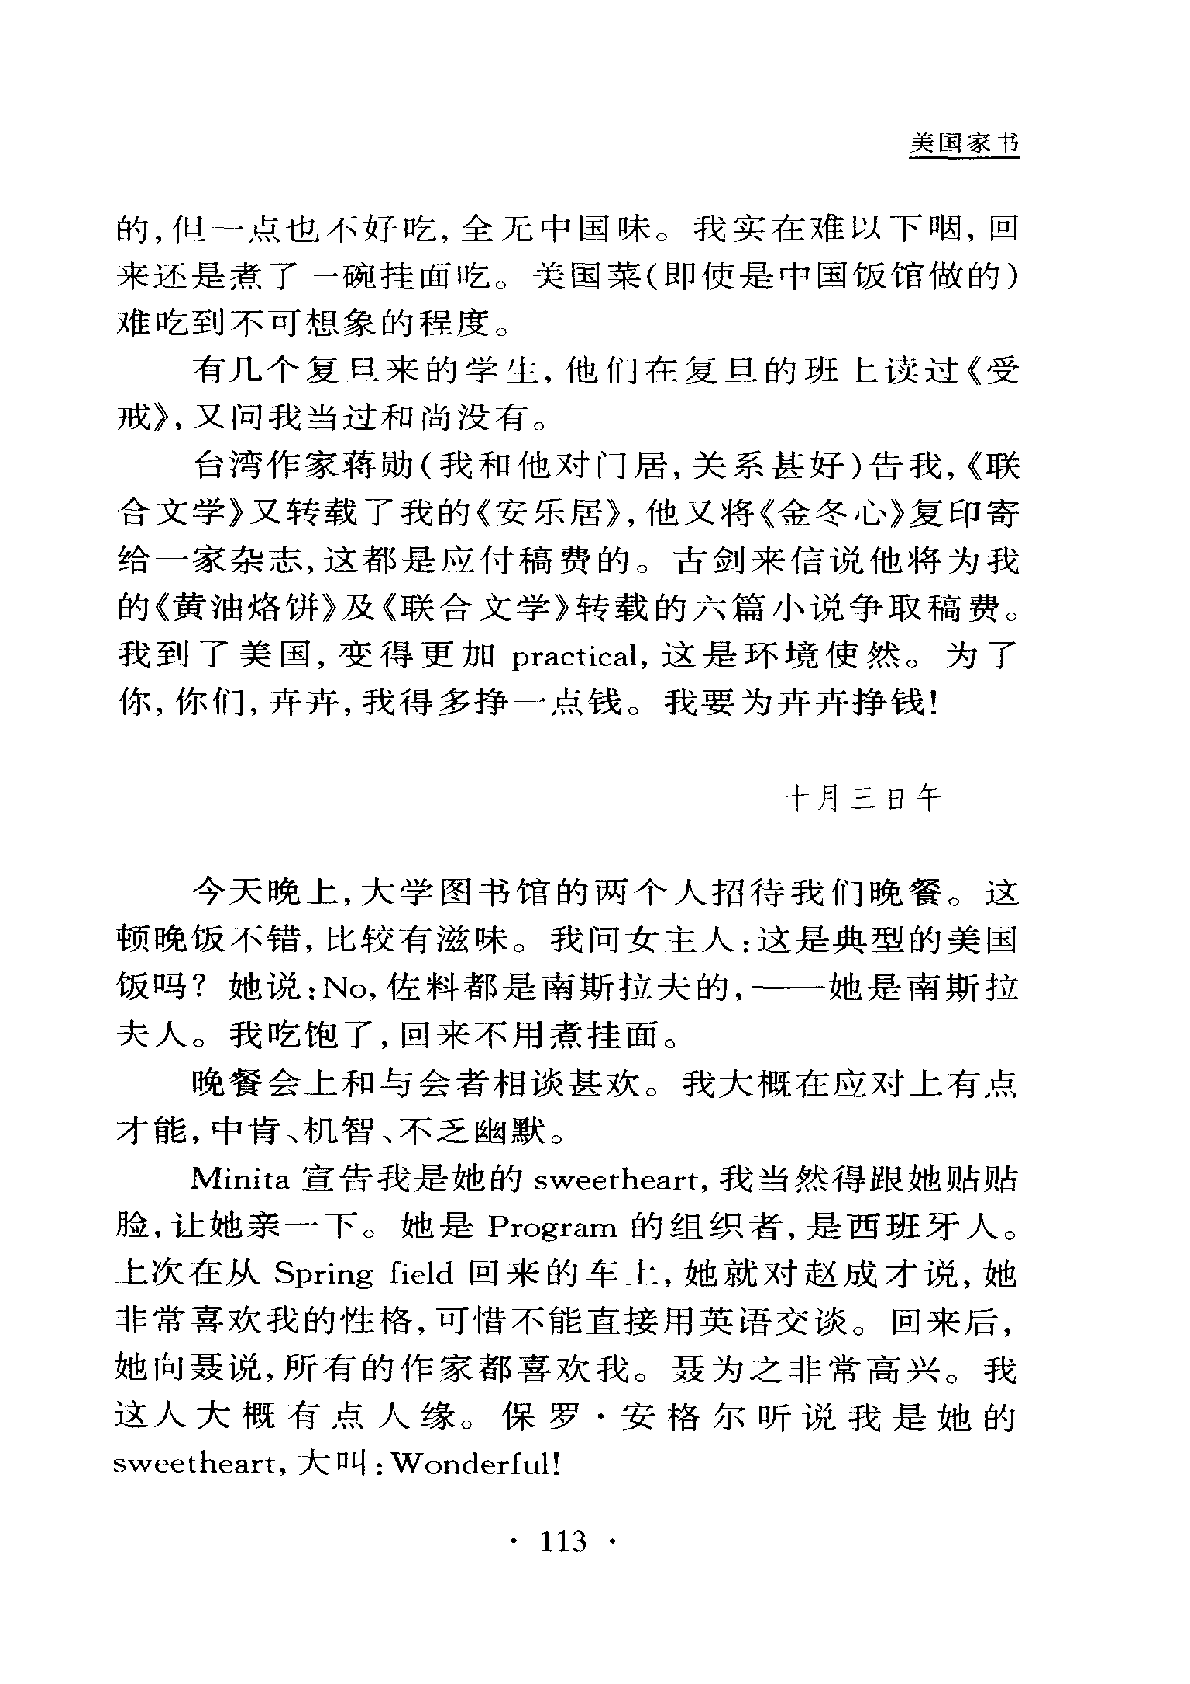 美国家书
的,但一点也不好吃,全无中国味。我实在难以下咽,回
来还是煮了一碗挂面吃。美国菜(即使是中国饭馆做的)
难吃到不可想象的程度。
有几个复旦来的学生,他们在复旦的班上读过《受
戒》,又问我当过和尚没有。
台湾作家蒋勋(我和他对门居,关系甚好)告我,《联
合文学》又转载了我的《安乐居》,他又将《金冬心》复印寄
给一家杂志,这都是应付稿费的。古剑来信说他将为我
的《黄油烙饼》及《联合文学》转载的六篇小说争取稿费。
我到了美国,变得更加 practical,这是环境使然。为了
你,你们,卉卉,我得多挣一点钱。我要为卉卉挣钱!
十月三日午
今天晚上,大学图书馆的两个人招待我们晚餐。这
顿晚饭不错,比较有滋味。我问女主人:这是典型的美国
饭吗?她说:No,佐料都是南斯拉夫的,——她是南斯拉
夫人。我吃饱了,回来不用煮挂面。
晚餐会上和与会者相谈甚欢。我大概在应对上有点
才能,中肯、机智、不乏幽默。
Minita 宣告我是她的 sweetheart,我当然得跟她贴贴
脸,让她亲一下。她是 Program 的组织者,是西班牙人。
上次在从 Spring field 回来的车上,她就对赵成才说,她
非常喜欢我的性格,可惜不能直接用英语交谈。回来后,
她向聂说,所有的作家都喜欢我。聂为之非常高兴。我
这人大概有点人缘。保罗·安格尔听说我是她的
sweetheart,大叫:Wonderful!
· 113 ·